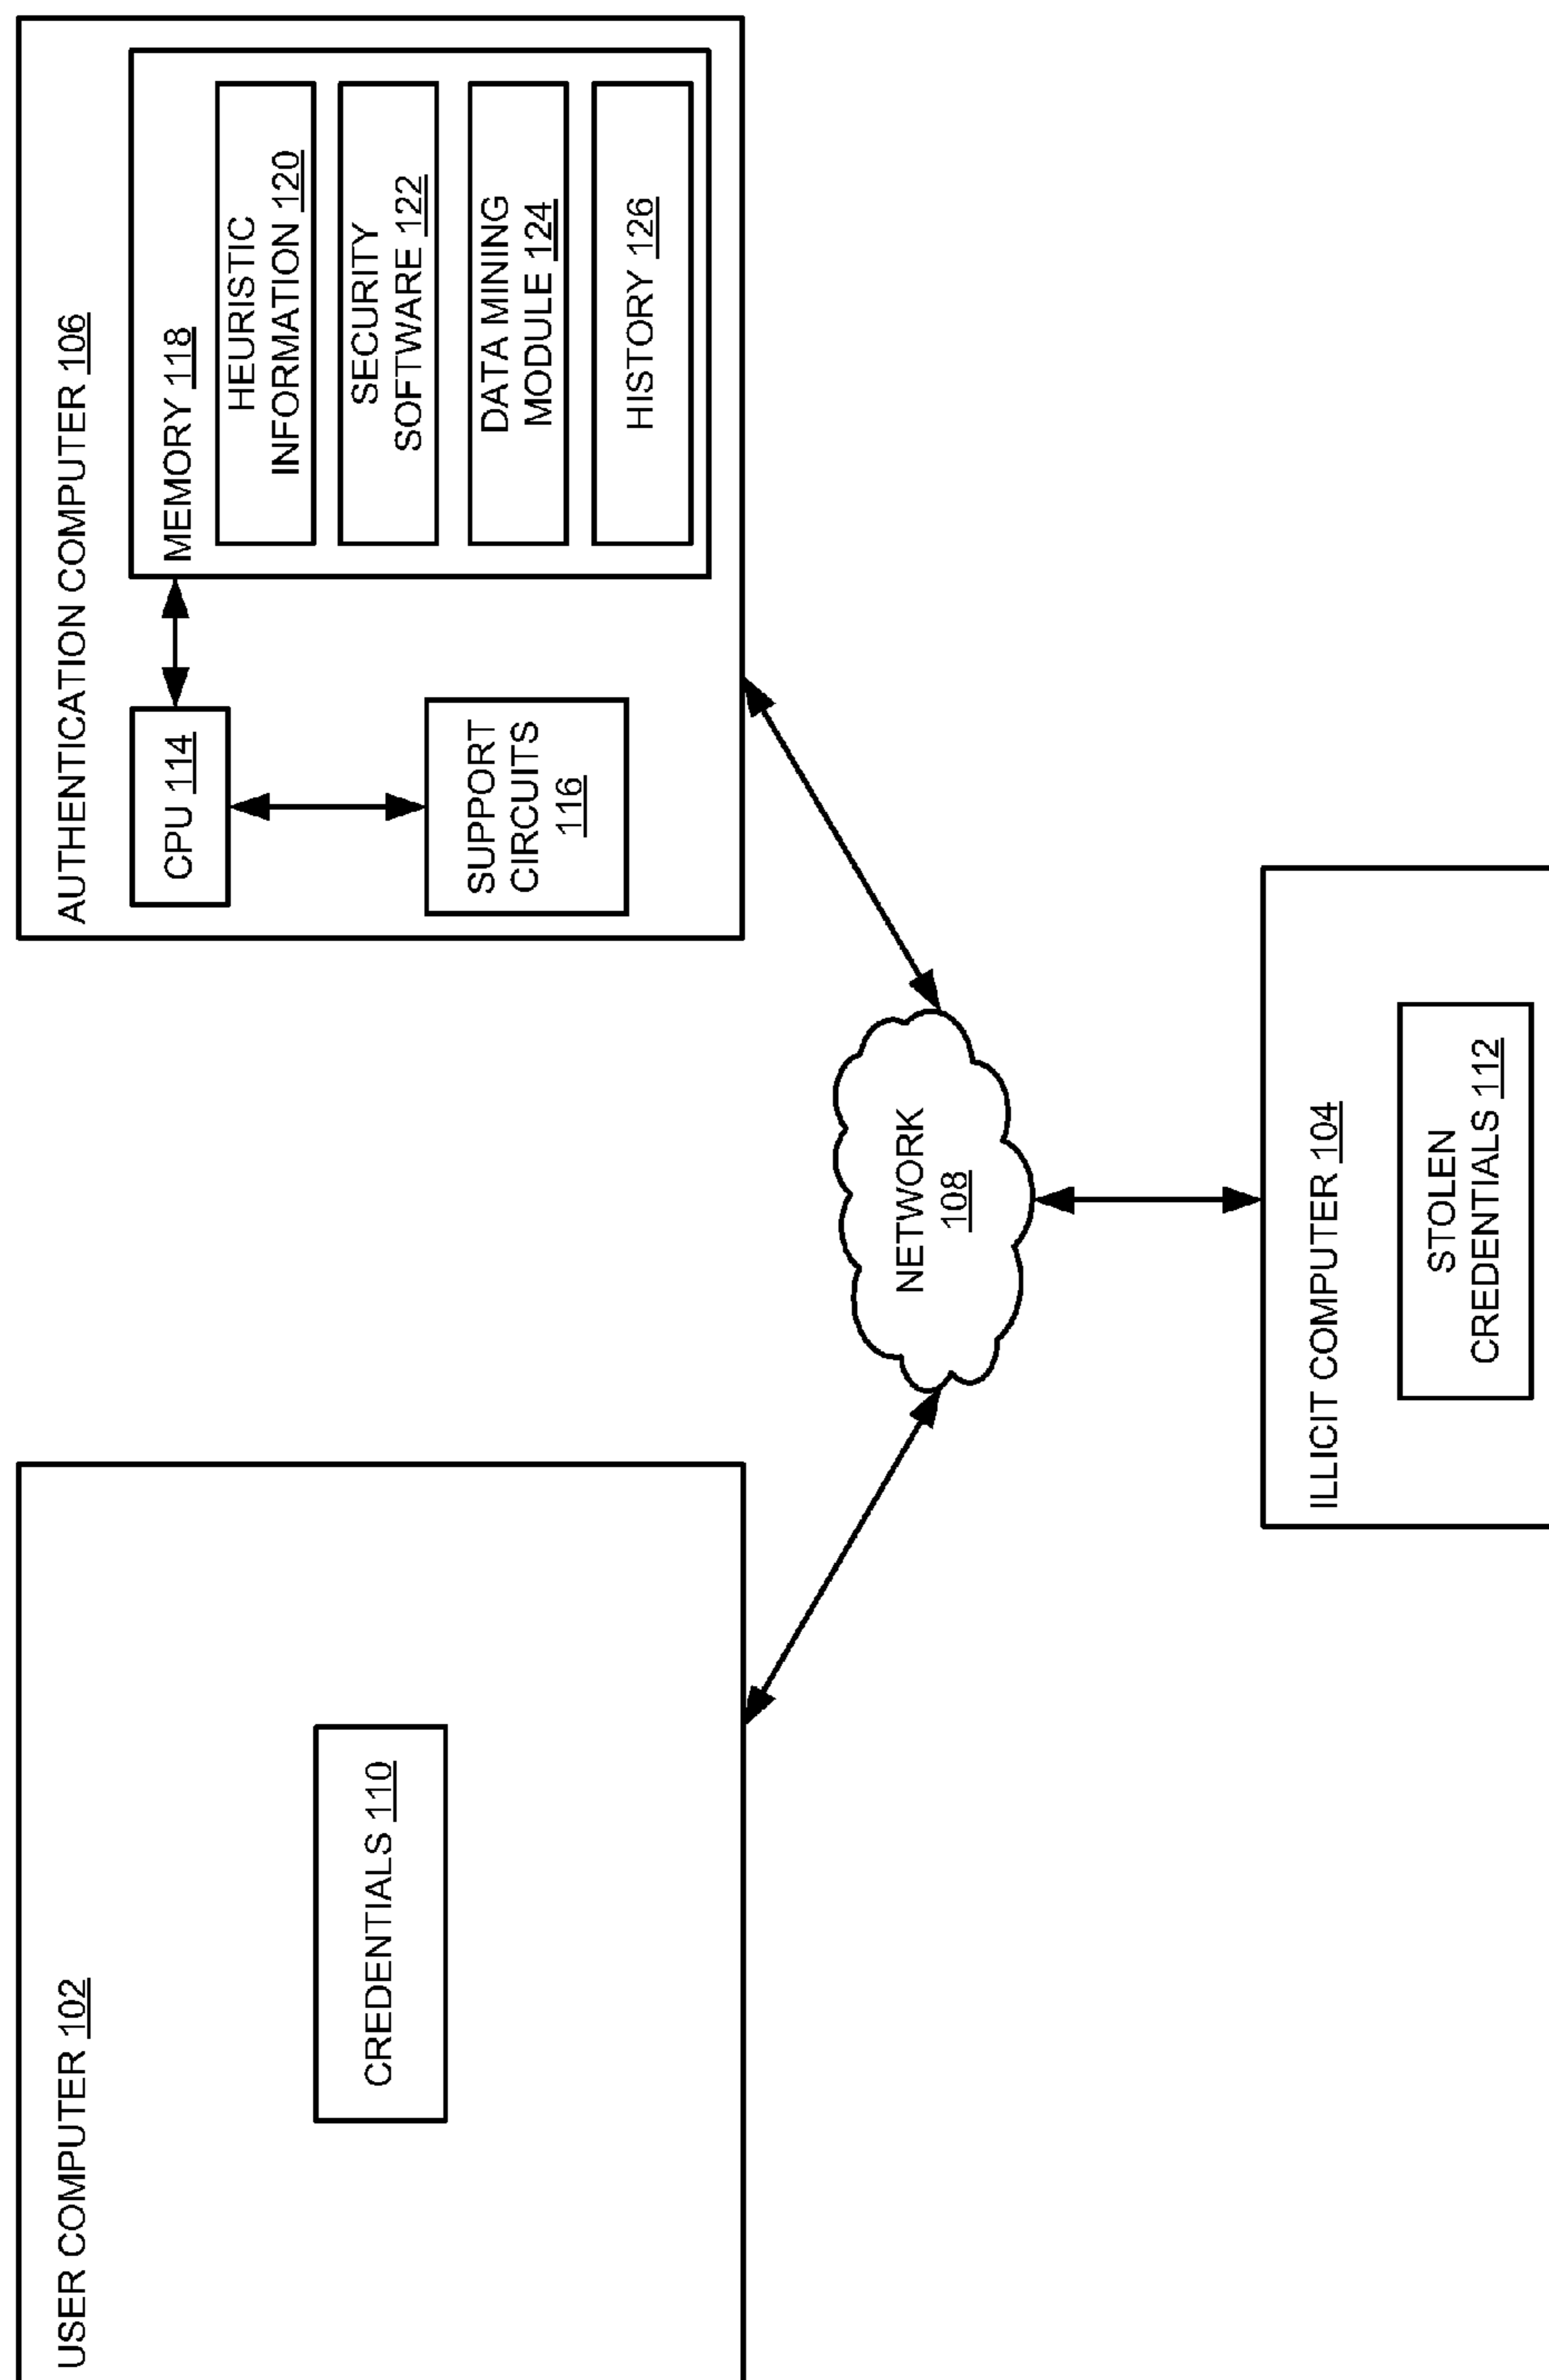 USER COMPUTER 102
CREDENTIALS 110
AUTHENTICATION COMPUTER 106
CPU 114
SUPPORT
CIRCUITS
116
MEMORY 118
HEURISTIC
INFORMATION 120
SECURITY
SOFTWARE 122
DATA MINING
MODULE 124
HISTORY 126
NETWORK
108
ILLICIT COMPUTER 104
STOLEN
CREDENTIALS 112